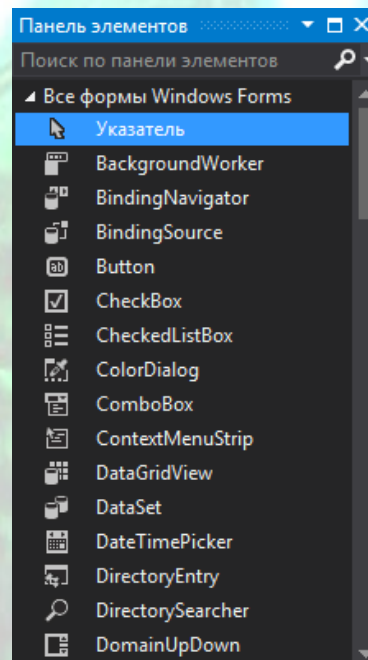 Панель элементов
Поиск по панели элементов
Все формы Windows Forms
Указатель
BackgroundWorker
BindingNavigator
BindingSource
Button
CheckBox
CheckedListBox
ColorDialog
ComboBox
ContextMenuStrip
DataGridView
DataSet
DateTimePicker
DirectoryEntry
DirectorySearcher
DomainUpDown